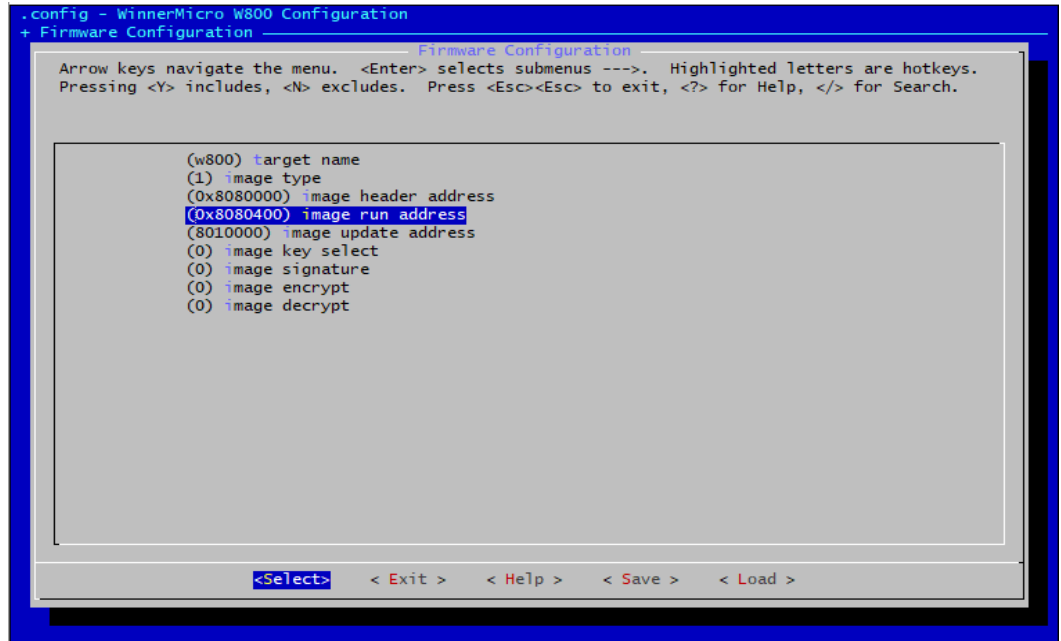 .config - WinnerMicro W800 Configuration
+ Firmware Configuration
Firmware Configuration
Arrow keys navigate the menu. <Enter> selects submenus --->. Highlighted letters are hotkeys.
Pressing <Y> includes, <N> excludes. Press <Esc><Esc> to exit, <?> for Help, </> for Search.
(w800) target name
(1) image type
(0x8080000) image header address
(0x8080400) image run address
(8010000) image update address
(0) image key select
(0) image signature
(0) image encrypt
(0) image decrypt
<Select> < Exit > < Help > < Save > < Load >